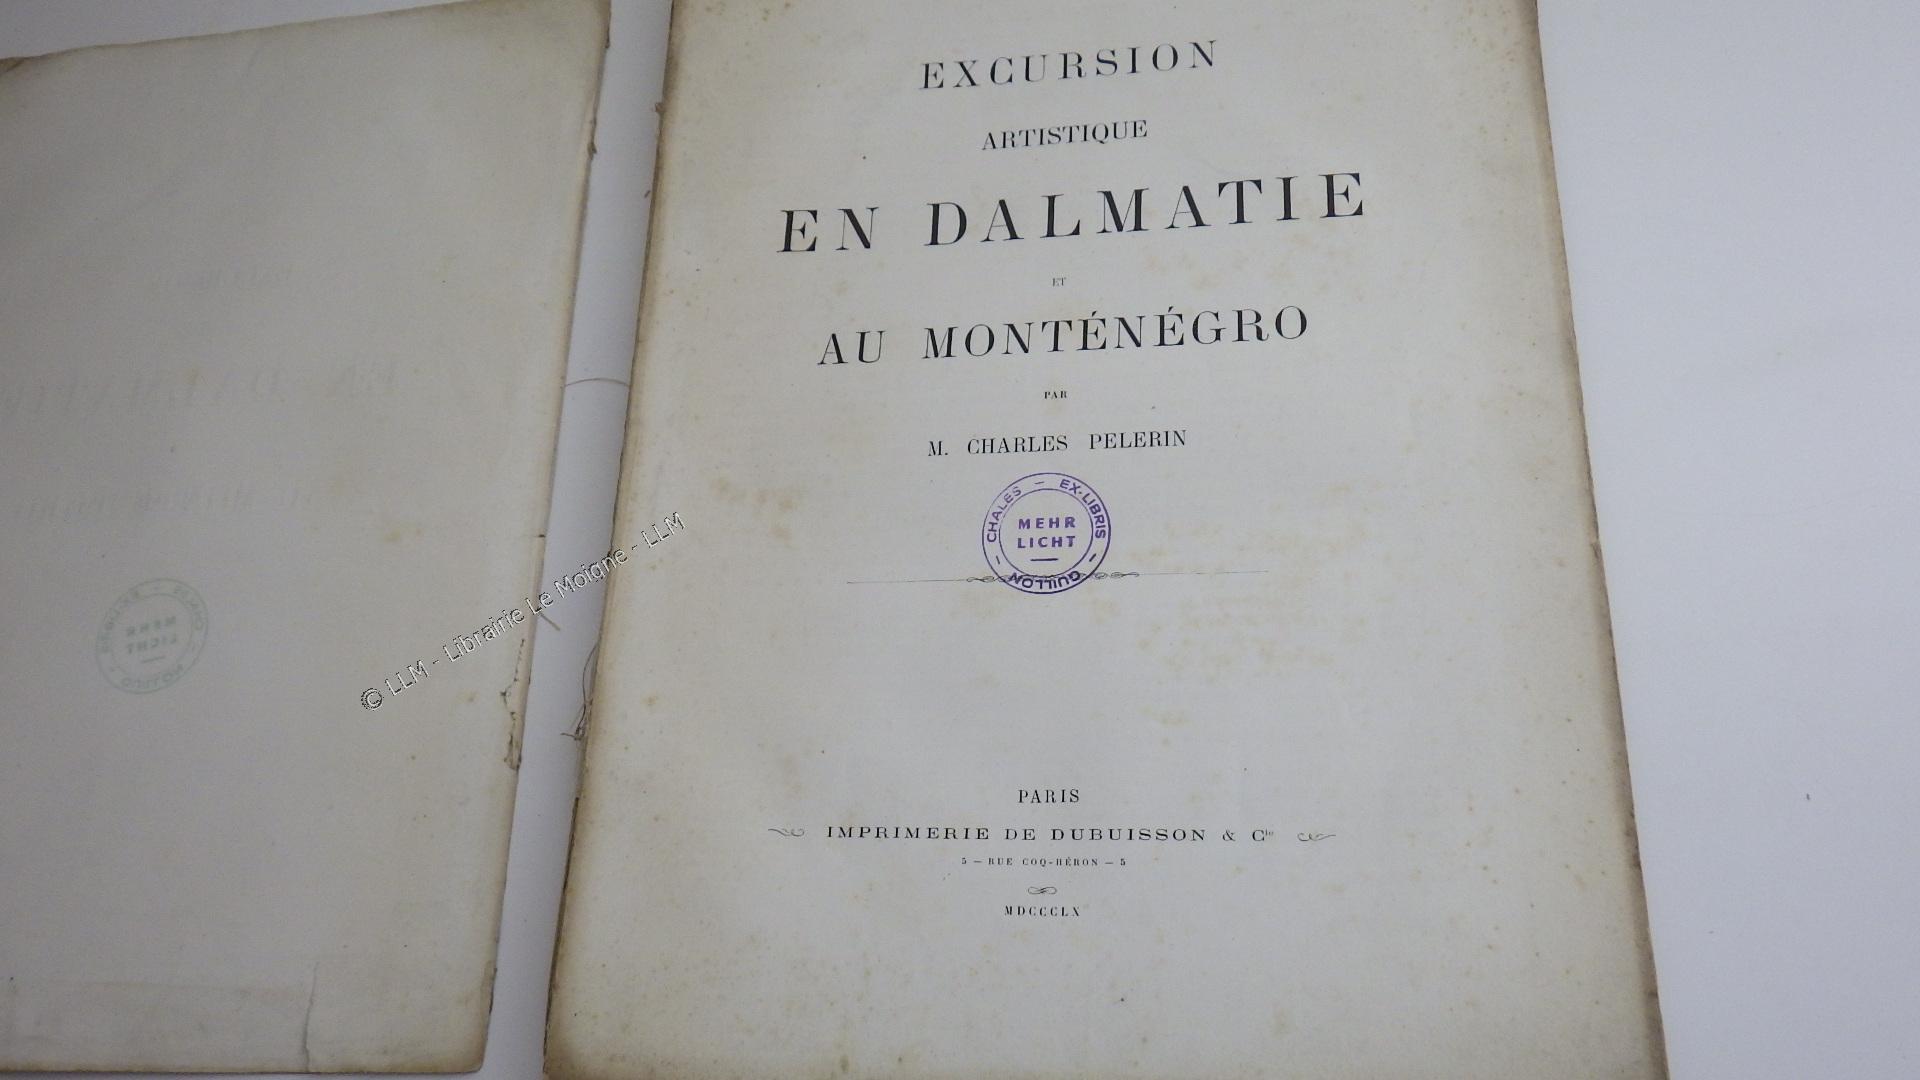 EXCURSION
ARTISTIQUE
EN DALMATIE
ET
AU MONTÉNÉGRO
PAR
M. CHARLES PELERIN
CHALES – EX-LIBRIS – GUILLON –
MEHR
LICHT
PARIS
IMPRIMERIE DE DUBUISSON & Cie
5 — RUE COQ-HÉRON — 5
MDCCCLX
© LLM - Librairie Le Moigne - LLM